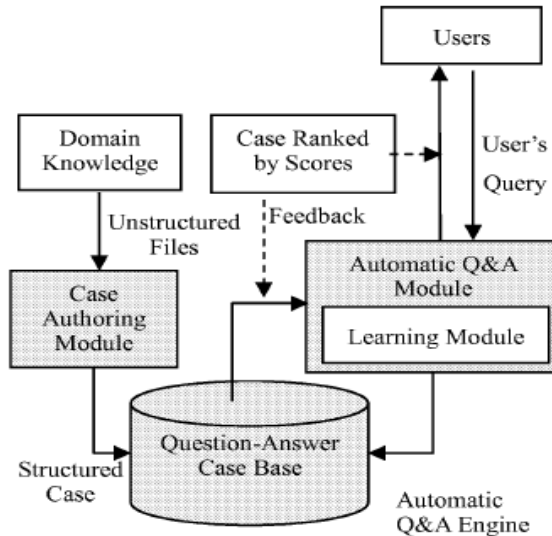 Users
Domain
Knowledge
Case Ranked
by Scores
User's
Query
Unstructured
Files
Feedback
Case
Authoring
Module
Automatic Q&A
Module
Learning Module
Question-Answer
Case Base
Structured
Case
Automatic
Q&A Engine